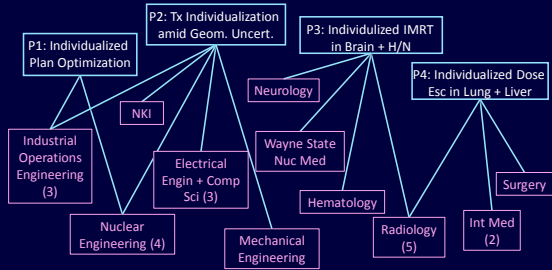 P1: Individualized
Plan Optimization
P2: Tx Individualization
amid Geom. Uncert.
P3: Individulized IMRT
in Brain + H/N
P4: Individualized Dose
Esc in Lung + Liver
Industrial
Operations
Engineering
(3)
NKI
Nuclear
Engineering (4)
Electrical
Engin + Comp
Sci (3)
Mechanical
Engineering
Neurology
Wayne State
Nuc Med
Hematology
Radiology
(5)
Int Med
(2)
Surgery